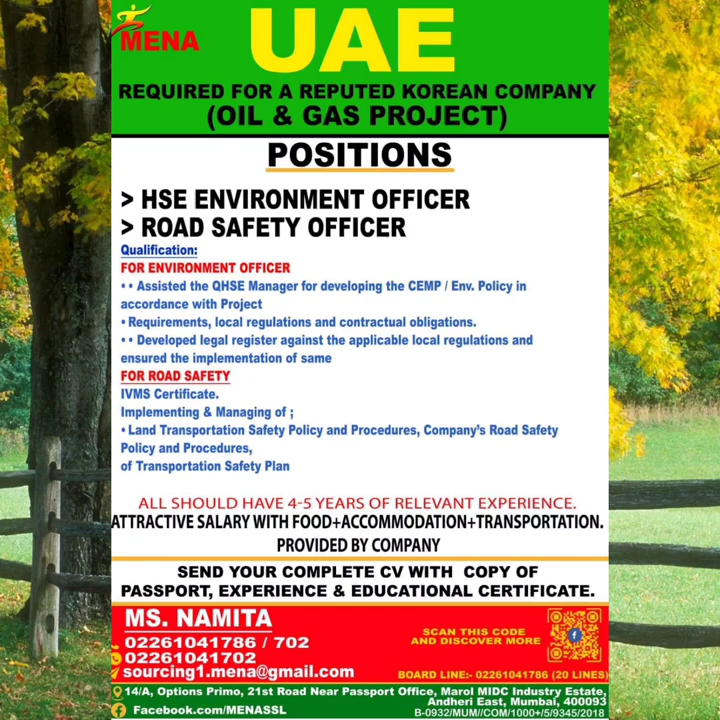 MENA
UAE
REQUIRED FOR A REPUTED KOREAN COMPANY
(OIL & GAS PROJECT)
POSITIONS
> HSE ENVIRONMENT OFFICER
> ROAD SAFETY OFFICER
Qualification:
FOR ENVIRONMENT OFFICER
• • Assisted the QHSE Manager for developing the CEMP / Env. Policy in
accordance with Project
• Requirements, local regulations and contractual obligations.
• • Developed legal register against the applicable local regulations and
ensured the implementation of same
FOR ROAD SAFETY
IVMS Certificate.
Implementing & Managing of ;
• Land Transportation Safety Policy and Procedures, Company's Road Safety
Policy and Procedures,
of Transportation Safety Plan
ALL SHOULD HAVE 4-5 YEARS OF RELEVANT EXPERIENCE.
ATTRACTIVE SALARY WITH FOOD+ACCOMMODATION+TRANSPORTATION.
PROVIDED BY COMPANY
SEND YOUR COMPLETE CV WITH COPY OF
PASSPORT, EXPERIENCE & EDUCATIONAL CERTIFICATE.
MS. NAMITA
02261041786 / 702
02261041702
sourcing1.mena@gmail.com
SCAN THIS CODE
AND DISCOVER MORE
BOARD LINE:- 02261041786 (20 LINES)
14/A, Options Primo, 21st Road Near Passport Office, Marol MIDC Industry Estate,
Andheri East, Mumbai, 400093
Facebook.com/MENASSL
B-0932/MUM//COM/1000+/5/9345/2018